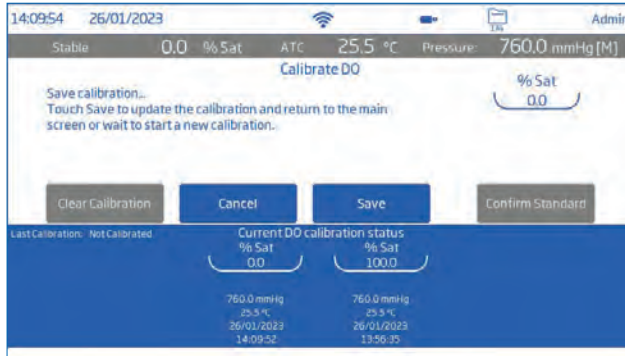 14:09:54 26/01/2023 1% Admin
Stable 0.0 % Sat ATC 25.5 °C Pressure: 760.0 mmHg [M]
Calibrate DO
% Sat
0.0
Save calibration...
Touch Save to update the calibration and return to the main
screen or wait to start a new calibration.
Clear Calibration Cancel Save Confirm Standard
Last Calibration: Not Calibrated Current DO calibration status
% Sat % Sat
0.0 100.0
760.0 mmHg 760.0 mmHg
25.5 °C 25.5 °C
26/01/2023 26/01/2023
14:09:52 13:56:35